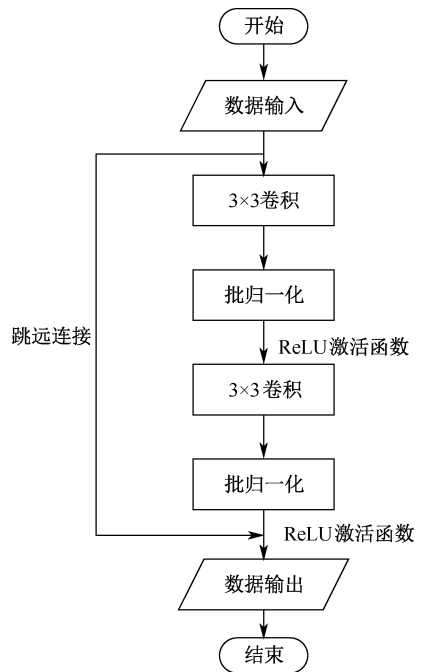 开始
数据输入
3×3卷积
批归一化
ReLU激活函数
跳远连接
3×3卷积
批归一化
ReLU激活函数
数据输出
结束